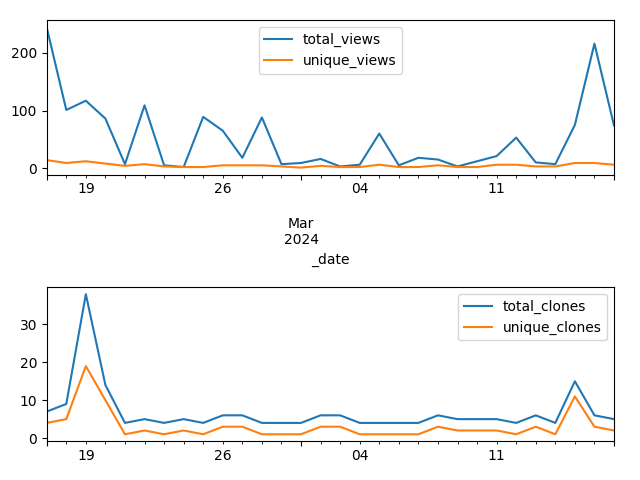 200
100
0
total_views
unique_views
19
26
04
11
Mar
2024
_date
30
20
10
0
total_clones
unique_clones
19
26
04
11